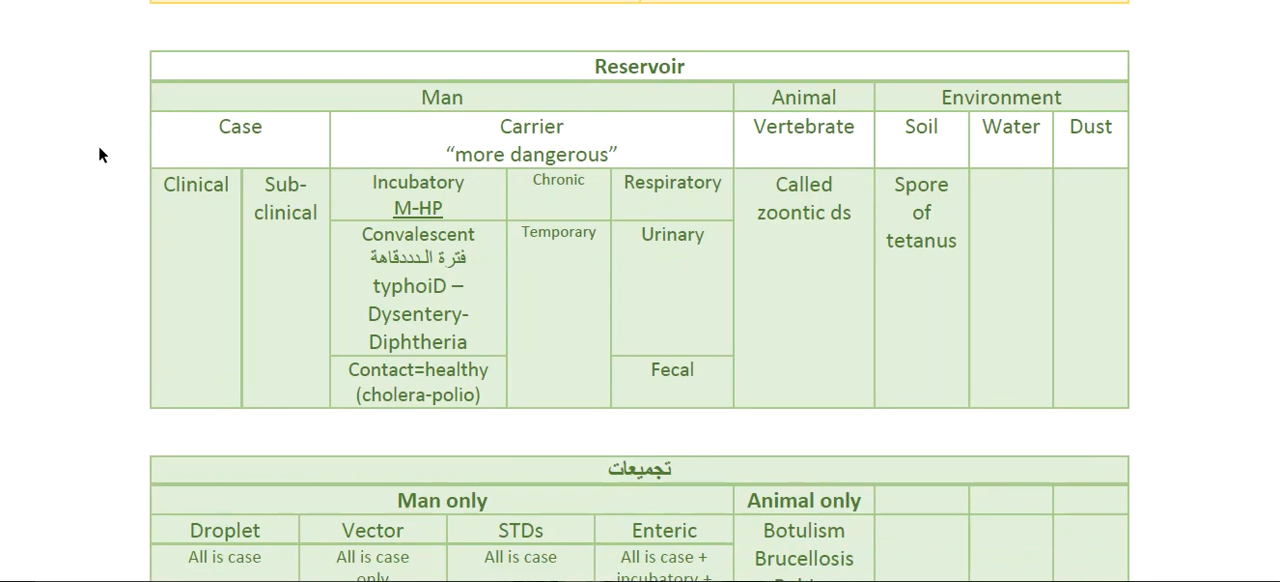 Reservoir
Man Animal Environment
Case Carrier Vertebrate Soil Water Dust
“more dangerous”
Clinical Sub- Incubatory Chronic Respiratory Called Spore
clinical M-HP zoontic ds of
Convalescent Temporary Urinary tetanus
فترة الـدددقاهة
typhoiD –
Dysentery-
Diphtheria
Contact=healthy Fecal
(cholera-polio)
تجميعات
Man only Animal only
Droplet Vector STDs Enteric Botulism
All is case All is case All is case All is case + Brucellosis
only incubatory +